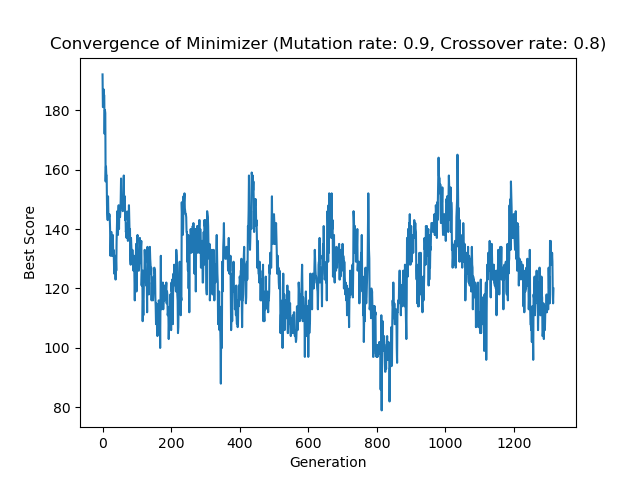 Convergence of Minimizer (Mutation rate: 0.9, Crossover rate: 0.8)
180
160
140
120
100
80
Best Score
0 200 400 600 800 1000 1200
Generation